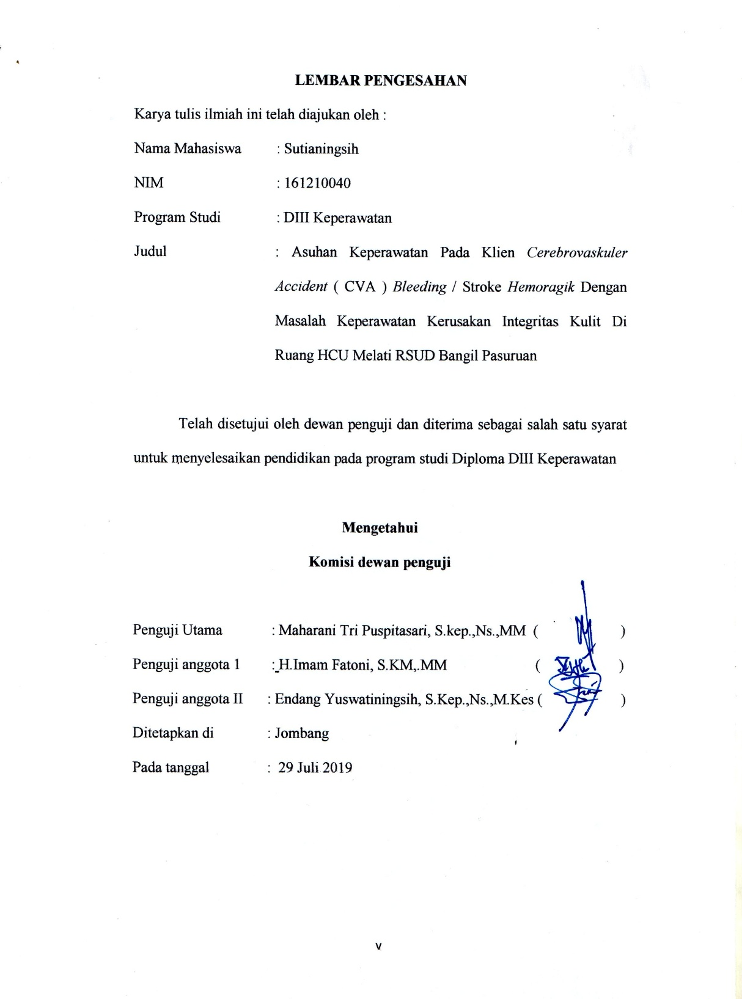 LEMBAR PENGESAHAN
Karya tulis ilmiah ini telah diajukan oleh :
Nama Mahasiswa : Sutianingsih
NIM : 161210040
Program Studi : DIII Keperawatan
Judul : Asuhan Keperawatan Pada Klien Cerebrovaskuler
Accident ( CVA ) Bleeding / Stroke Hemoragik Dengan
Masalah Keperawatan Kerusakan Integritas Kulit Di
Ruang HCU Melati RSUD Bangil Pasuruan
Telah disetujui oleh dewan penguji dan diterima sebagai salah satu syarat
untuk menyelesaikan pendidikan pada program studi Diploma DIII Keperawatan
Mengetahui
Komisi dewan penguji
Penguji Utama : Maharani Tri Puspitasari, S.kep.,Ns.,MM ( )
Penguji anggota 1 : H.Imam Fatoni, S.KM,.MM ( )
Penguji anggota II : Endang Yuswatiningsih, S.Kep.,Ns.,M.Kes ( )
Ditetapkan di : Jombang
Pada tanggal : 29 Juli 2019
v